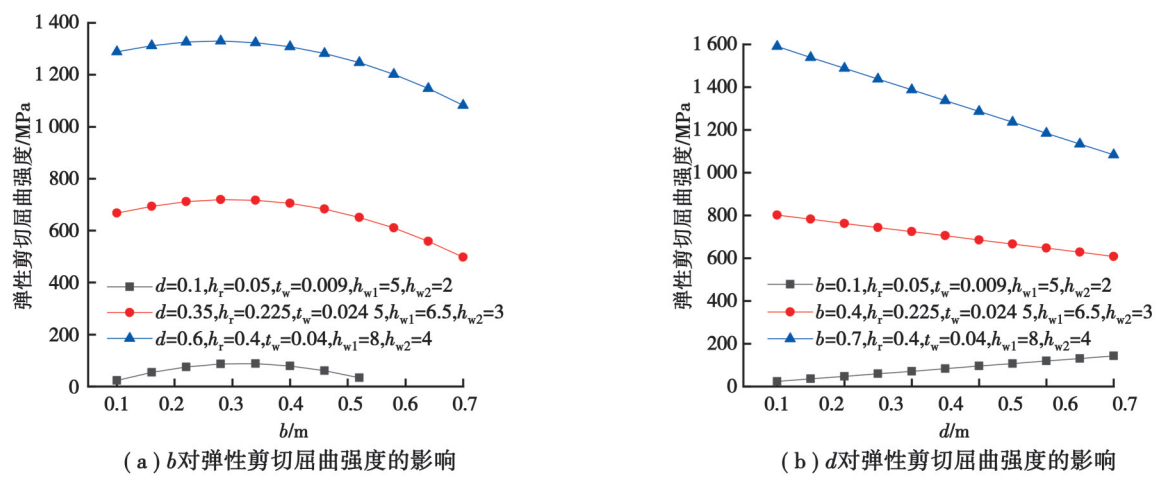 1 400
1 200
1 000
800
600
400
200
0
弹性剪切屈曲强度/MPa
d=0.1,hr=0.05,tw=0.009,hw1=5,hw2=2
d=0.35,hr=0.225,tw=0.024 5,hw1=6.5,hw2=3
d=0.6,hr=0.4,tw=0.04,hw1=8,hw2=4
0.1 0.2 0.3 0.4 0.5 0.6 0.7
b/m
(a)b对弹性剪切屈曲强度的影响
1 600
1 400
1 200
1 000
800
600
400
200
0
弹性剪切屈曲强度/MPa
b=0.1,hr=0.05,tw=0.009,hw1=5,hw2=2
b=0.4,hr=0.225,tw=0.024 5,hw1=6.5,hw2=3
b=0.7,hr=0.4,tw=0.04,hw1=8,hw2=4
0.1 0.2 0.3 0.4 0.5 0.6 0.7
d/m
(b)d对弹性剪切屈曲强度的影响